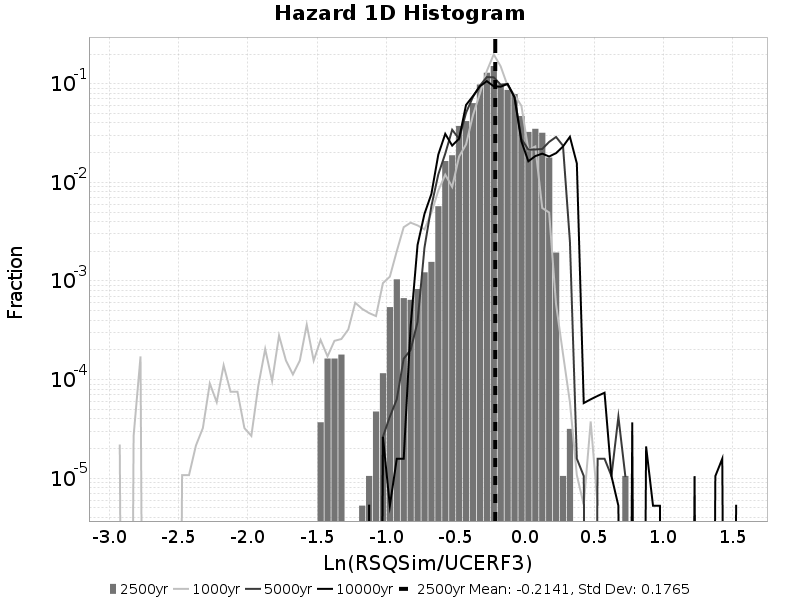 Hazard 1D Histogram
10-1
10-2
10-3
10-4
10-5
Fraction
-3.0 -2.5 -2.0 -1.5 -1.0 -0.5 0.0 0.5 1.0 1.5
Ln(RSQSim/UCERF3)
2500yr 1000yr 5000yr 10000yr 2500yr Mean: -0.2141, Std Dev: 0.1765